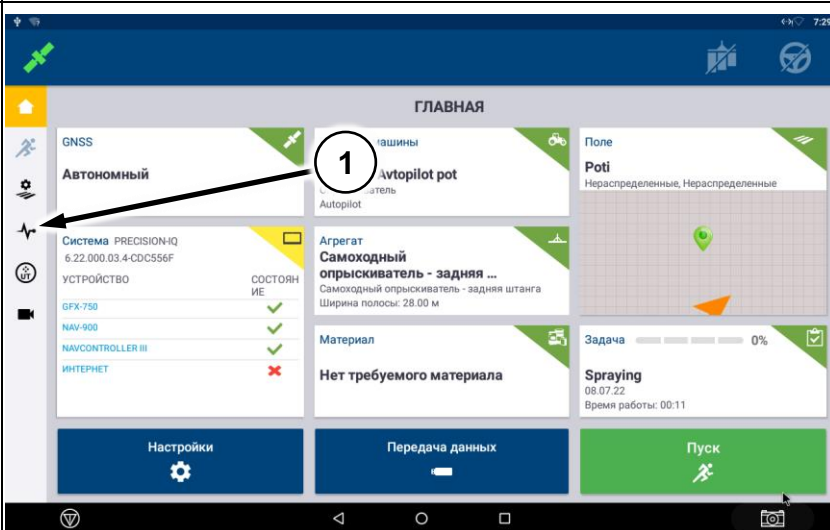 7:29
ГЛАВНАЯ
GNSS
Автономный
1
Avtopilot pot
Autopilot
Поле
Poti
Нераспределенные, Нераспределенные
Система PRECISION-IQ
6.22.000.03.4-CDC556F
УСТРОЙСТВО
СОСТОЯН
ИЕ
GFX-750
NAV-900
NAVCONTROLLER III
ИНТЕРНЕТ
Агрегат
Самоходный
опрыскиватель - задняя ...
Самоходный опрыскиватель - задняя штанга
Ширина полосы: 28.00 м
Материал
Нет требуемого материала
Задача
0%
Spraying
08.07.22
Время работы: 00:11
Настройки
Передача данных
Пуск